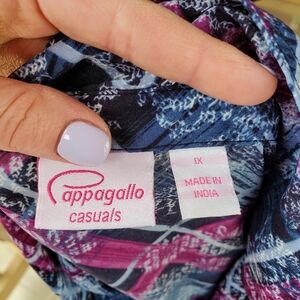 Pappagallo
casuals
1X
MADE IN
INDIA